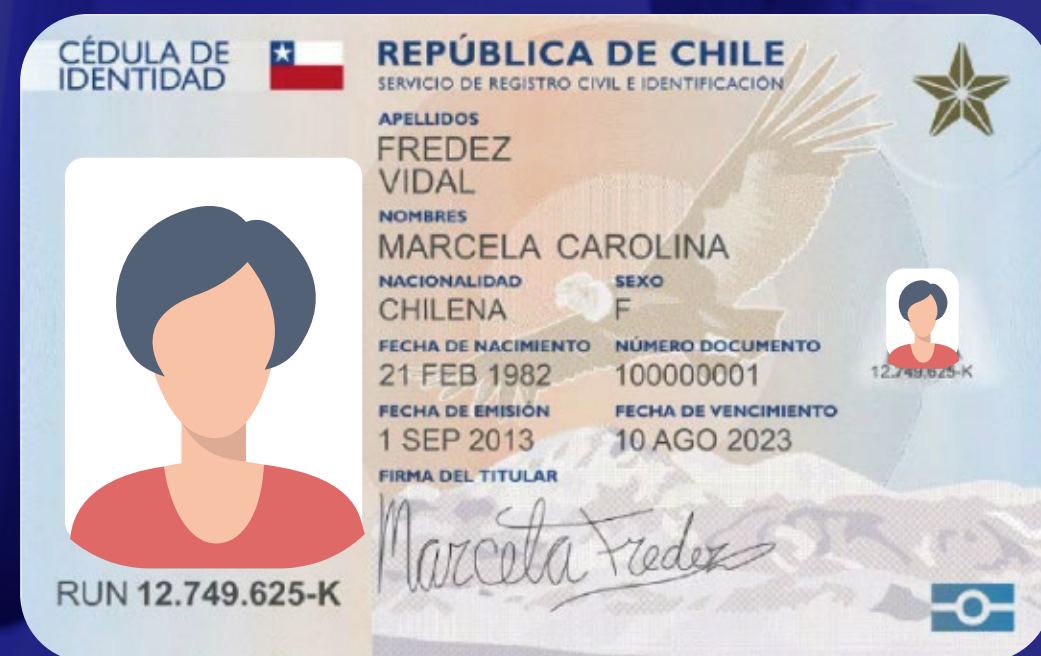 CÉDULA DE
IDENTIDAD
REPÚBLICA DE CHILE
SERVICIO DE REGISTRO CIVIL E IDENTIFICACIÓN
APELLIDOS
FREDEZ
VIDAL
NOMBRES
MARCELA CAROLINA
NACIONALIDAD SEXO
CHILENA F
FECHA DE NACIMIENTO NÚMERO DOCUMENTO
21 FEB 1982 100000001
12.749.625-K
FECHA DE EMISIÓN FECHA DE VENCIMIENTO
1 SEP 2013 10 AGO 2023
FIRMA DEL TITULAR
Marcela Fredez
RUN 12.749.625-K